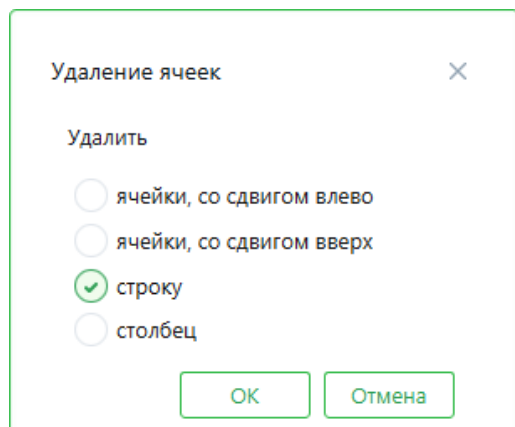 Удаление ячеек
Удалить
ячейки, со сдвигом влево
ячейки, со сдвигом вверх
строку
столбец
ОК
Отмена